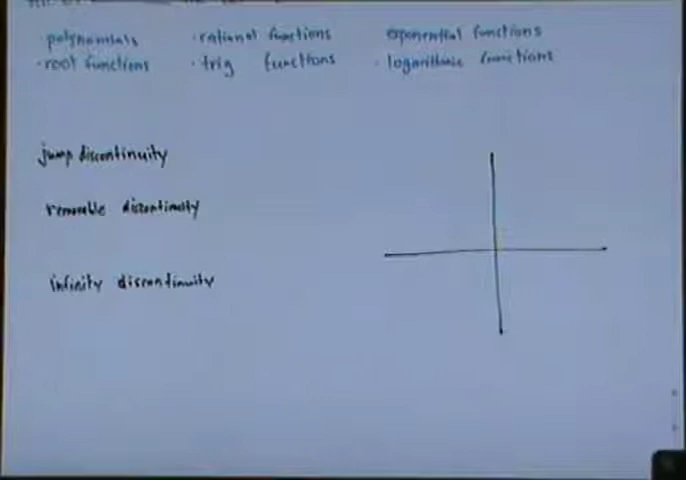 · polynomials · rational functions exponential functions
· root functions · trig functions · logarithmic functions
jump discontinuity
removable discontinuity
infinity discontinuity